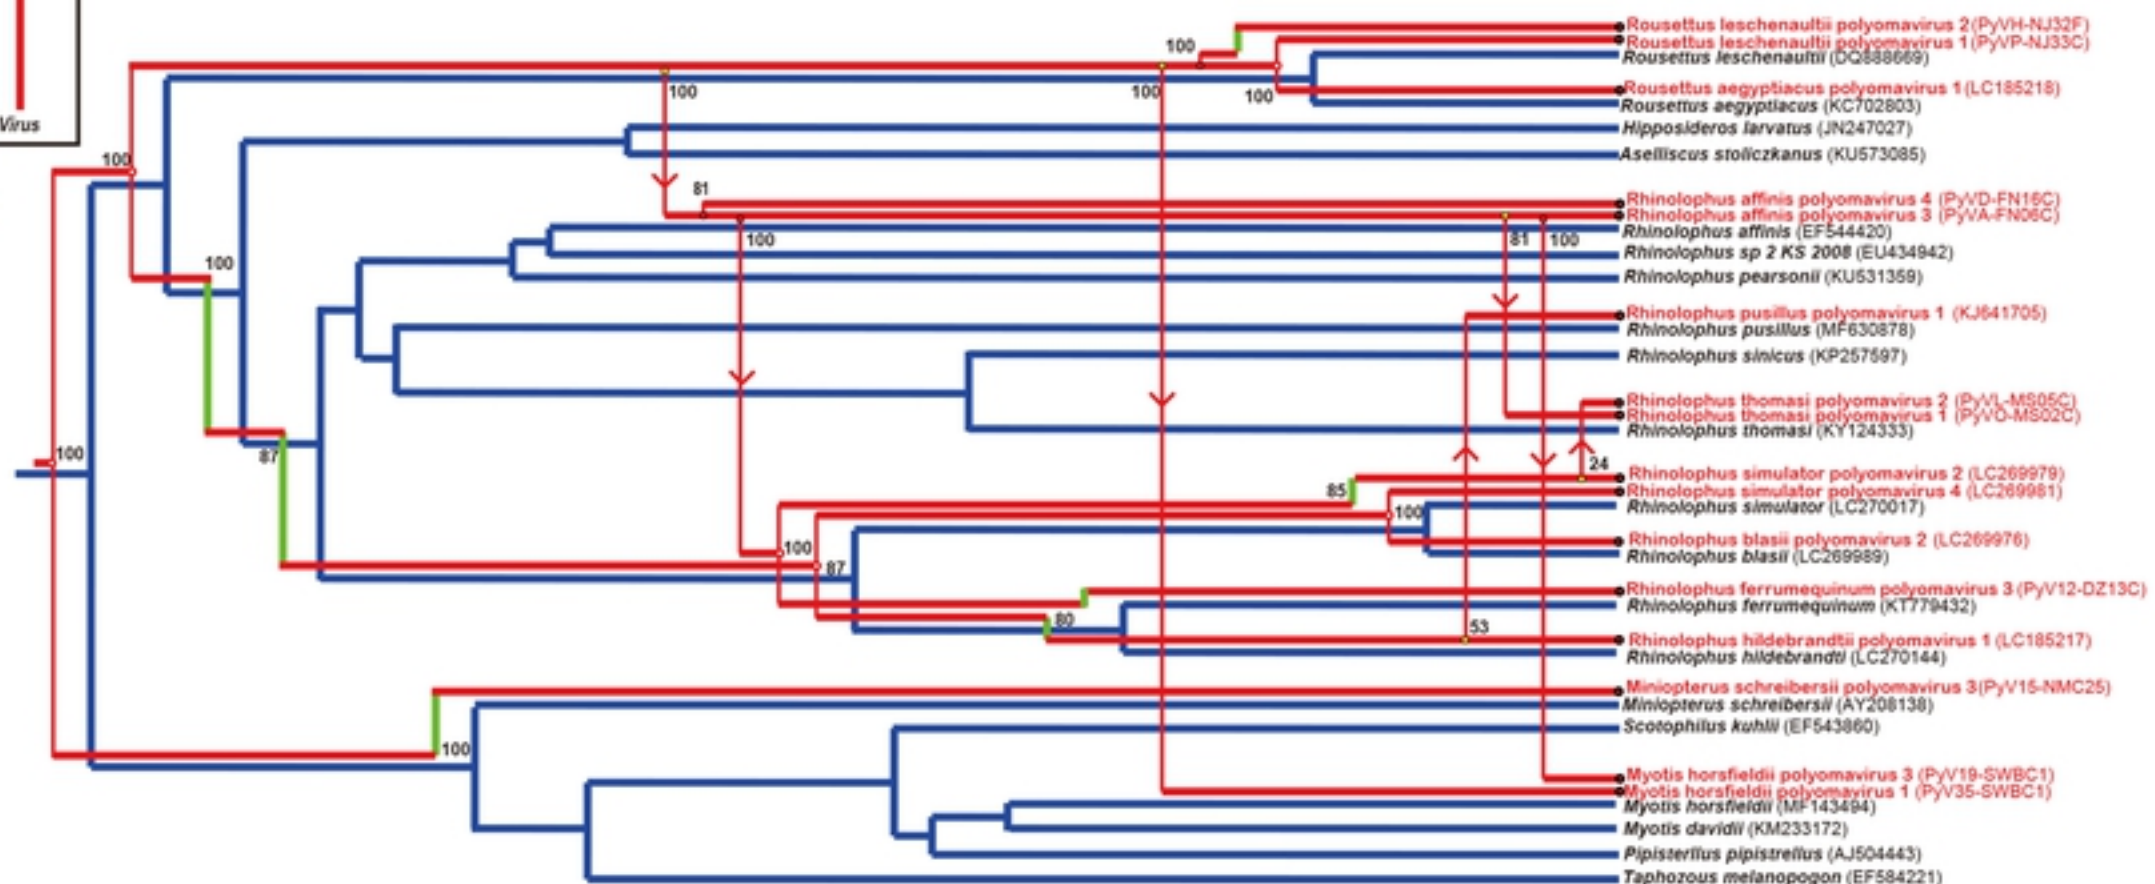 Virus
Rousettus leschenaultii polyomavirus 2 (PyVH-NJ32F)
Rousettus leschenaultii polyomavirus 1 (PyVP-NJ33C)
Rousettus leschenaultii (DQ888669)
Rousettus aegyptiacus polyomavirus 1 (LC185218)
Rousettus aegyptiacus (KC702803)
Hipposideros larvatus (JN247027)
Aselliscus stoliczkanus (KU573085)
Rhinolophus affinis polyomavirus 4 (PyVD-FN16C)
Rhinolophus affinis polyomavirus 3 (PyVA-FN06C)
Rhinolophus affinis (EF544420)
Rhinolophus sp 2 KS 2008 (EU434942)
Rhinolophus pearsonii (KU531359)
Rhinolophus pusillus polyomavirus 1 (KJ641705)
Rhinolophus pusillus (MF630878)
Rhinolophus sinicus (KP257597)
Rhinolophus thomasi polyomavirus 2 (PyVL-MS05C)
Rhinolophus thomasi polyomavirus 1 (PyVO-MS02C)
Rhinolophus thomasi (KY124333)
Rhinolophus simulator polyomavirus 2 (LC269979)
Rhinolophus simulator polyomavirus 4 (LC269981)
Rhinolophus simulator (LC270017)
Rhinolophus blasii polyomavirus 2 (LC269976)
Rhinolophus blasii (LC269989)
Rhinolophus ferrumequinum polyomavirus 3 (PyV12-DZ13C)
Rhinolophus ferrumequinum (KT779432)
Rhinolophus hildebrandtii polyomavirus 1 (LC185217)
Rhinolophus hildebrandti (LC270144)
Miniopterus schreibersii polyomavirus 3 (PyV15-NMC25)
Miniopterus schreibersii (AY208138)
Scotophilus kuhlii (EF543860)
Myotis horsfieldii polyomavirus 3 (PyV19-SWBC1)
Myotis horsfieldii polyomavirus 1 (PyV35-SWBC1)
Myotis horsfieldii (MF143494)
Myotis davidii (KM233172)
Pipisterllus pipistrellus (AJ504443)
Taphozous melanopogon (EF584221)
100
100
100
100
100
81
100
81
100
100
87
24
85
100
100
87
80
53
100
100